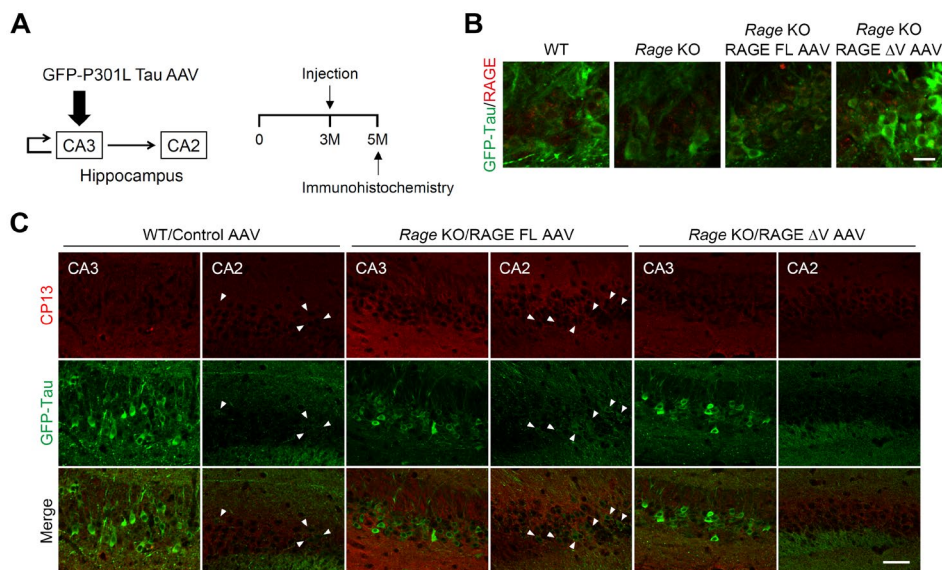 A
GFP-P301L Tau AAV
CA3
CA2
Hippocampus
Injection
0
3M
5M
Immunohistochemistry
B
WT
Rage KO
Rage KO
RAGE FL AAV
Rage KO
RAGE ΔV AAV
GFP-Tau/RAGE
C
WT/Control AAV
Rage KO/RAGE FL AAV
Rage KO/RAGE ΔV AAV
CA3
CA2
CA3
CA2
CA3
CA2
CP13
GFP-Tau
Merge